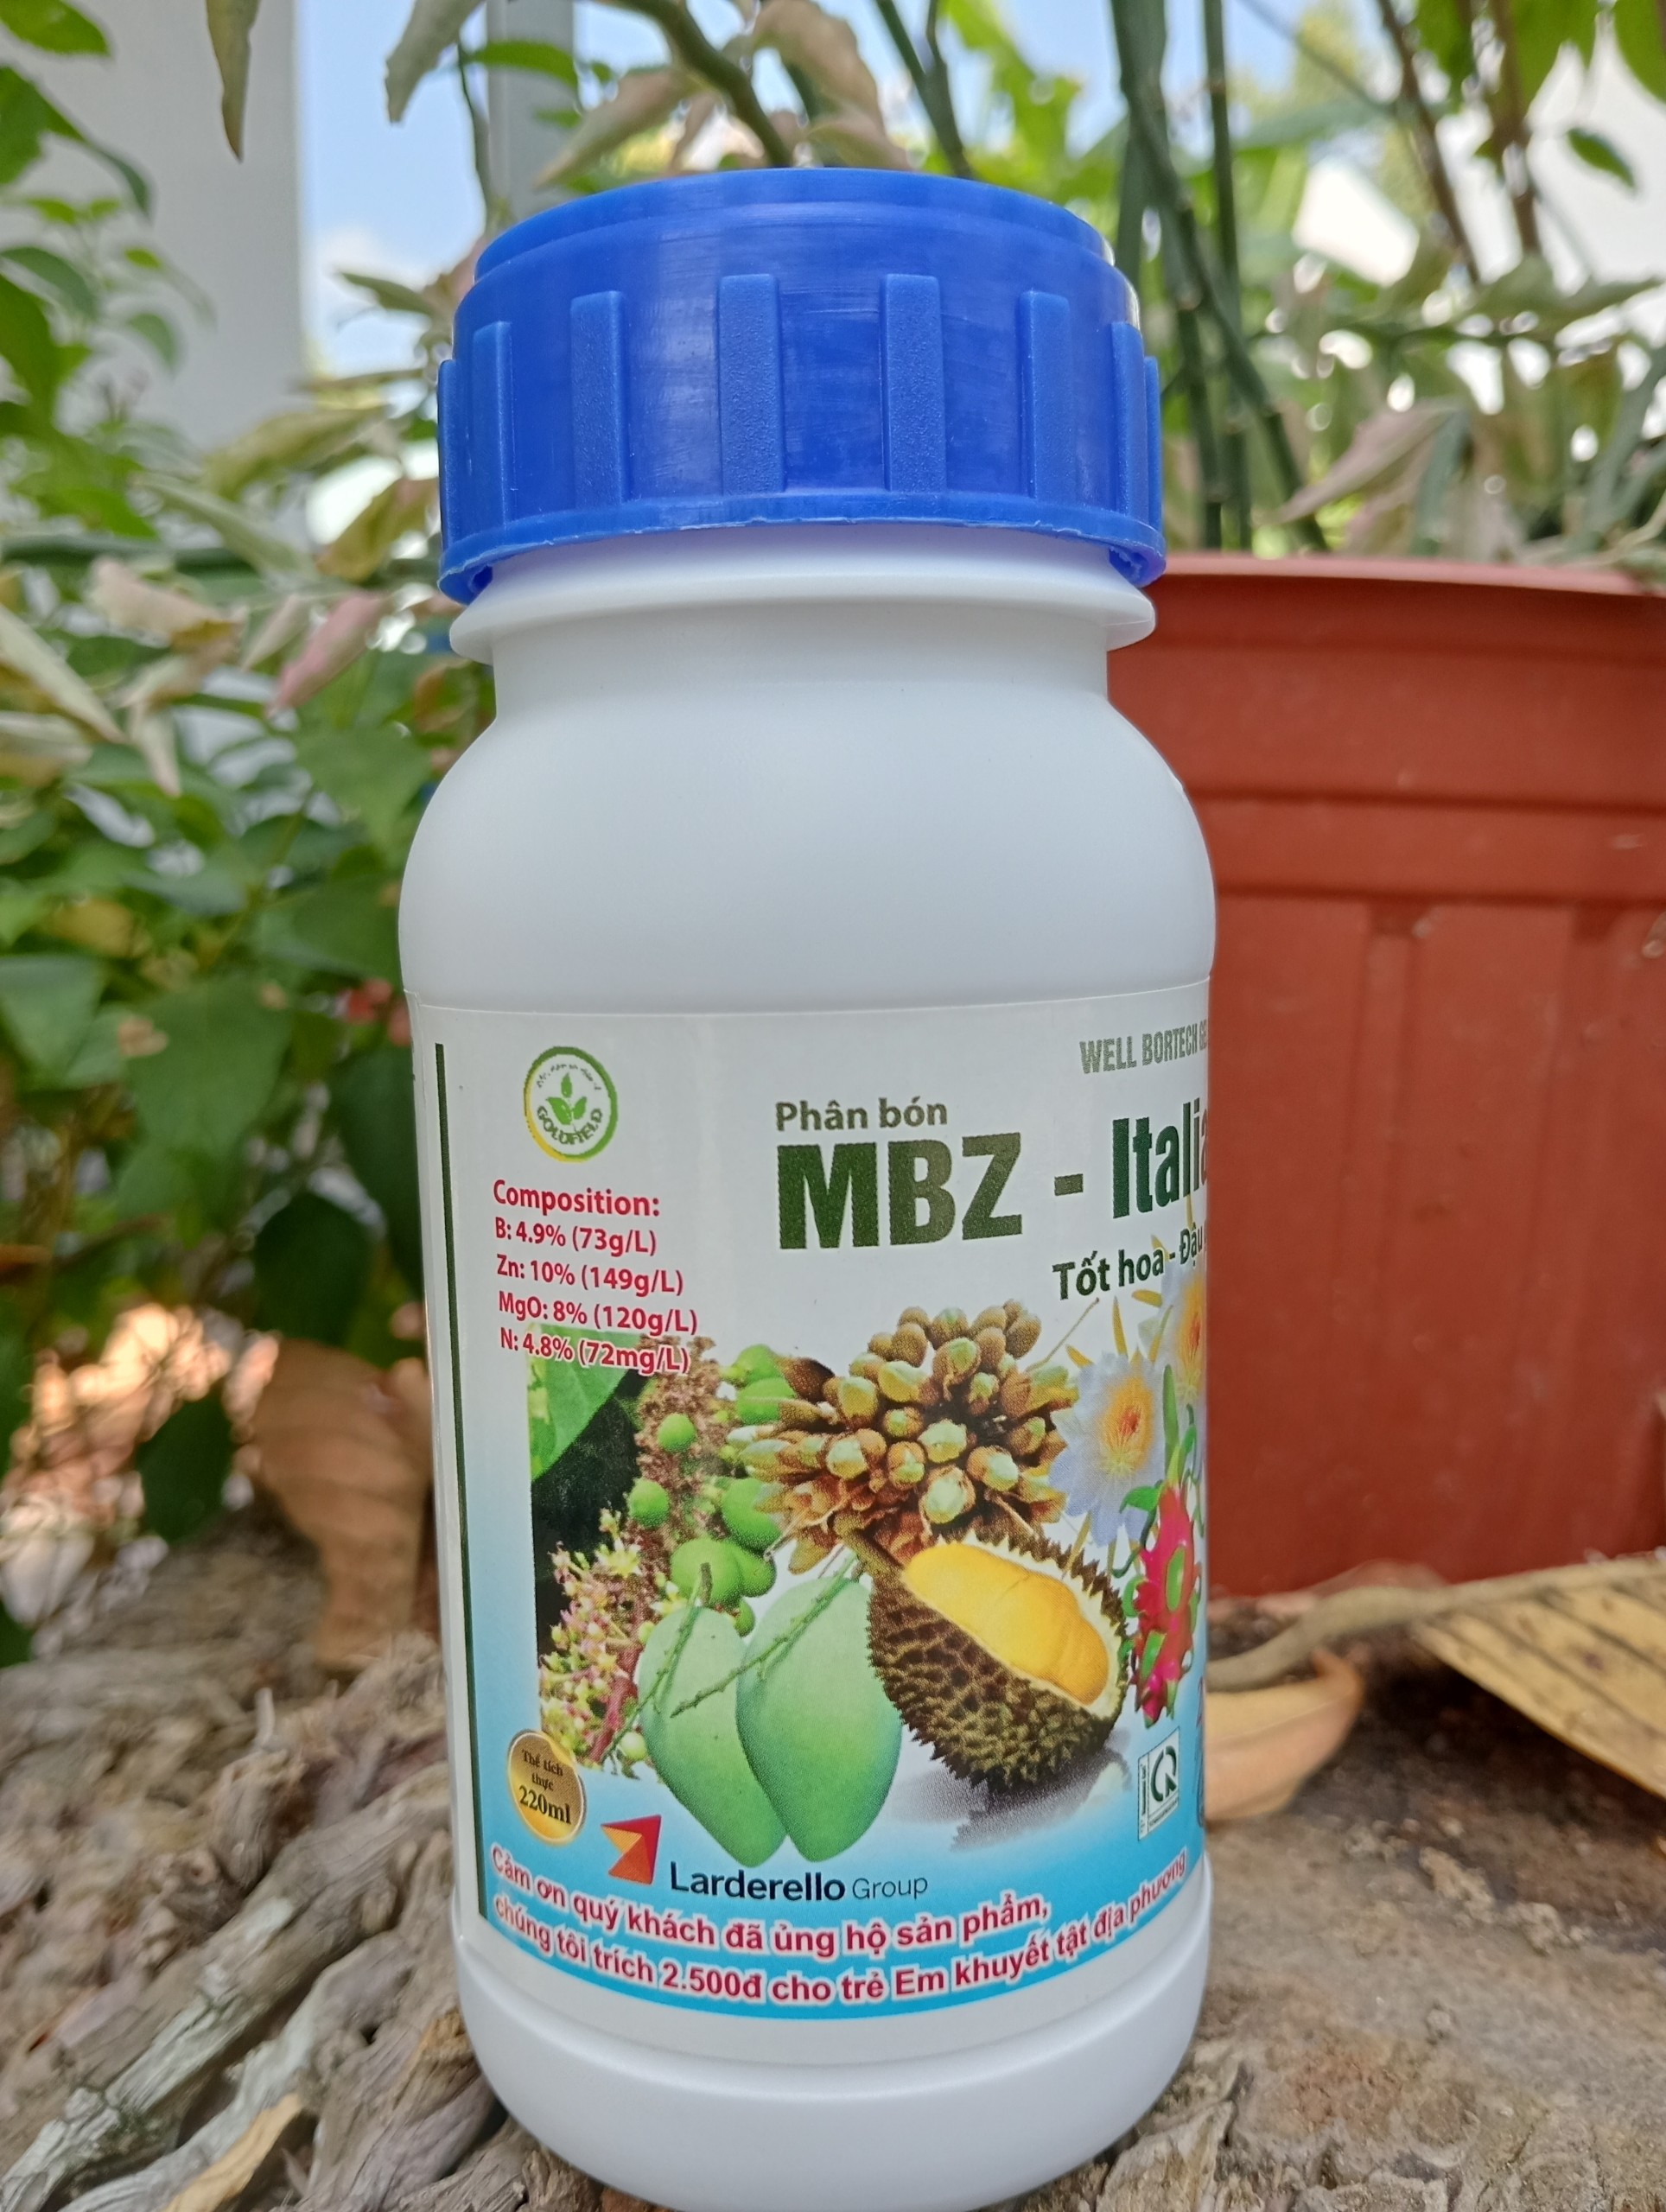 WELL BORTECH
GOLDFIELD
Phân bón
MBZ - Italia
Tốt hoa - Đậu
Composition:
B: 4.9% (73g/L)
Zn: 10% (149g/L)
MgO: 8% (120g/L)
N: 4.8% (72mg/L)
Thể tích
thực
220ml
Larderello Group
Cảm ơn quý khách đã ủng hộ sản phẩm,
chúng tôi trích 2.500đ cho trẻ Em khuyết tật địa phương